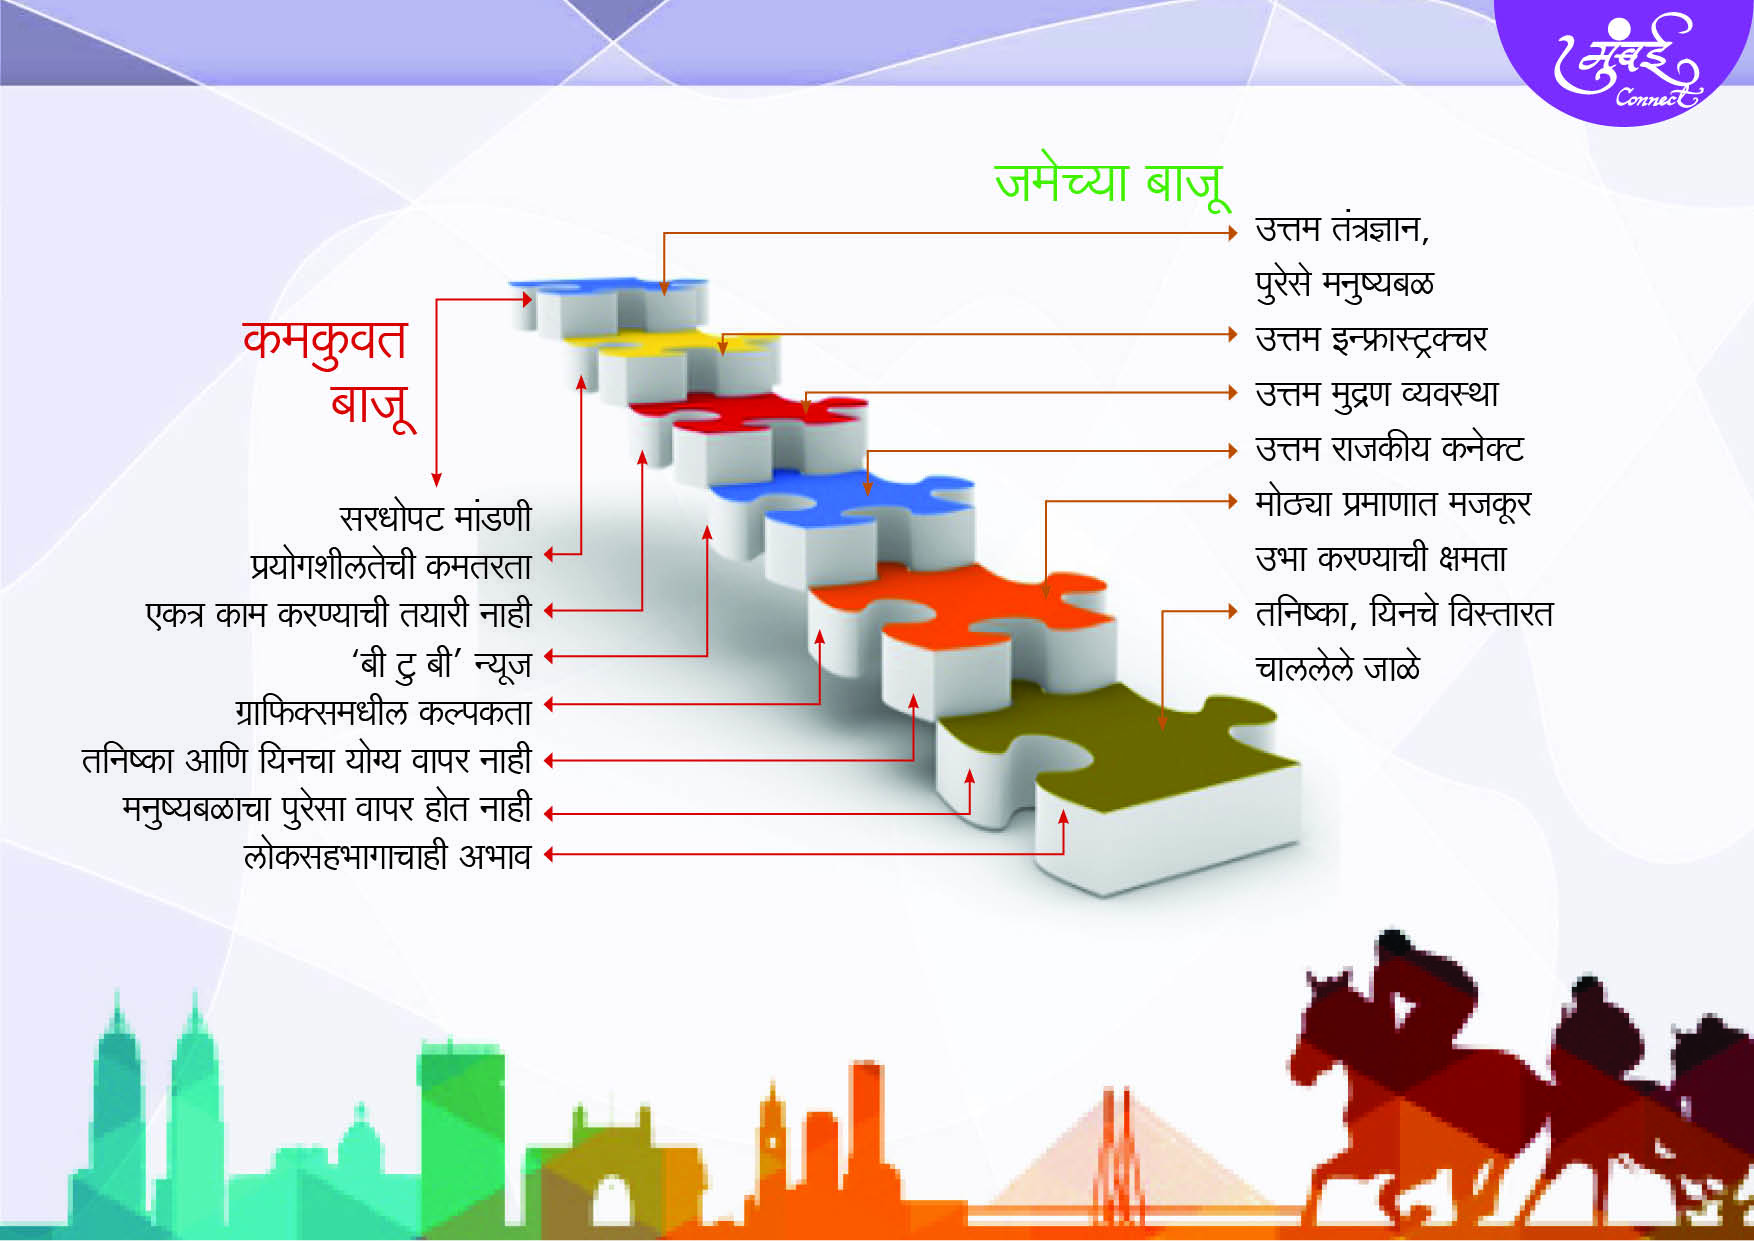 मुंबई
Connect
जमेच्या बाजू
उत्तम तंत्रज्ञान,
पुरेसे मनुष्यबळ
उत्तम इन्फ्रास्ट्रक्चर
उत्तम मुद्रण व्यवस्था
उत्तम राजकीय कनेक्ट
मोठ्या प्रमाणात मजकूर
उभा करण्याची क्षमता
तनिष्का, यिनचे विस्तारत
चाललेले जाळे
कमकुवत
बाजू
सरधोपट मांडणी
प्रयोगशीलतेची कमतरता
एकत्र काम करण्याची तयारी नाही
‘बी टु बी’ न्यूज
ग्राफिक्समधील कल्पकता
तनिष्का आणि यिनचा योग्य वापर नाही
मनुष्यबळाचा पुरेसा वापर होत नाही
लोकसहभागाचाही अभाव